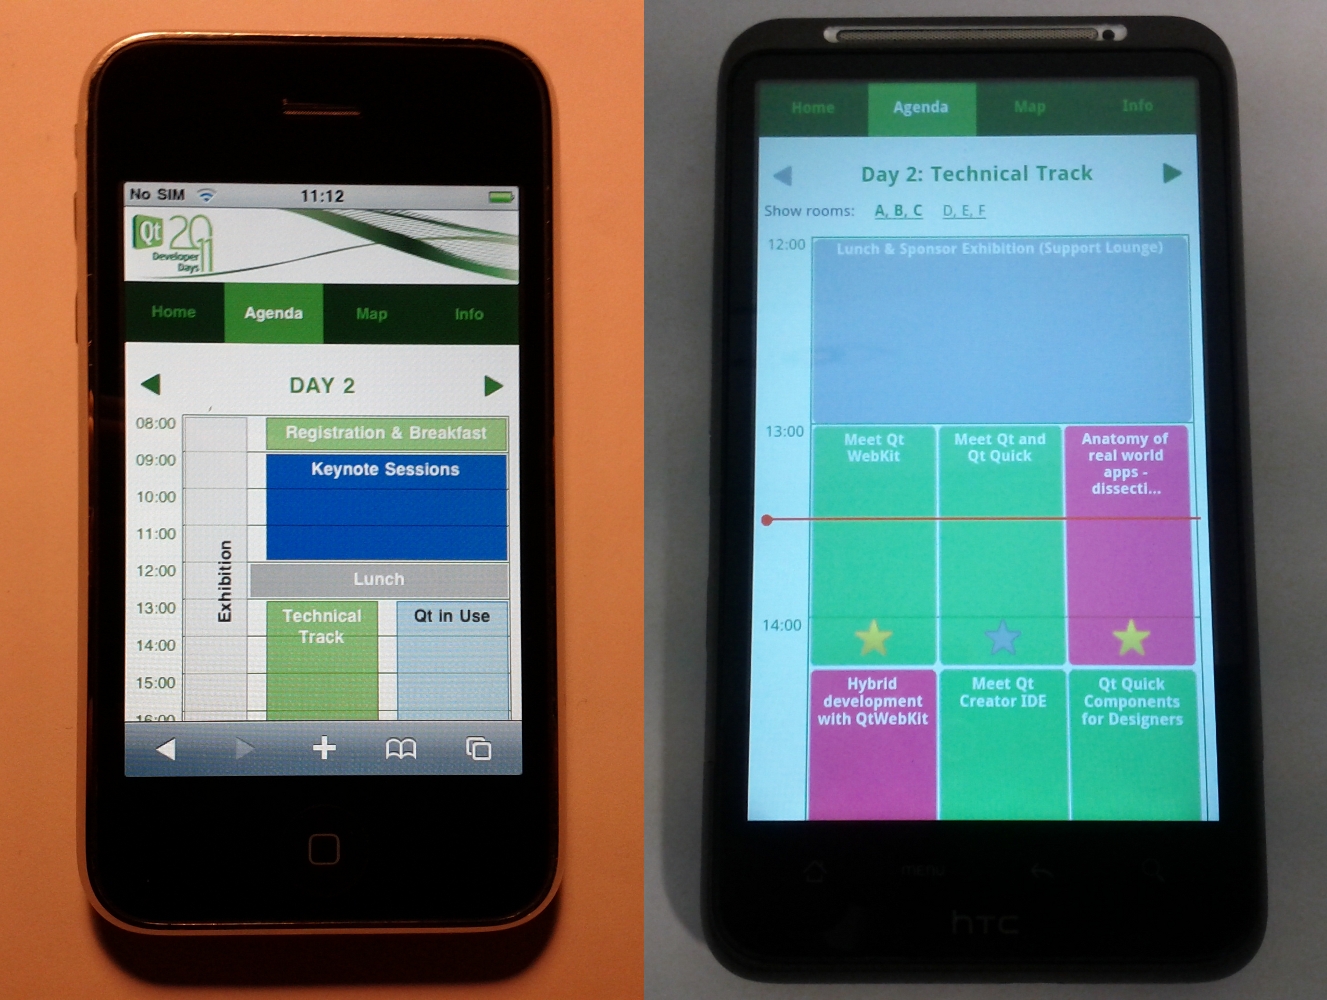 No SIM 11:12
Qt 2011
Developer
Days
Home Agenda Map Info
DAY 2
08:00
Registration & Breakfast
09:00
Keynote Sessions
10:00
11:00
Exhibition
12:00
Lunch
13:00
Technical
Track
Qt in Use
14:00
15:00
16:00
Home Agenda Map Info
Day 2: Technical Track
Show rooms: A, B, C D, E, F
12:00
Lunch & Sponsor Exhibition (Support Lounge)
13:00
Meet Qt
WebKit
Meet Qt and
Qt Quick
Anatomy of
real world
apps -
dissecti...
14:00
Hybrid
development
with QtWebKit
Meet Qt
Creator IDE
Qt Quick
Components
for Designers
menu
hTC